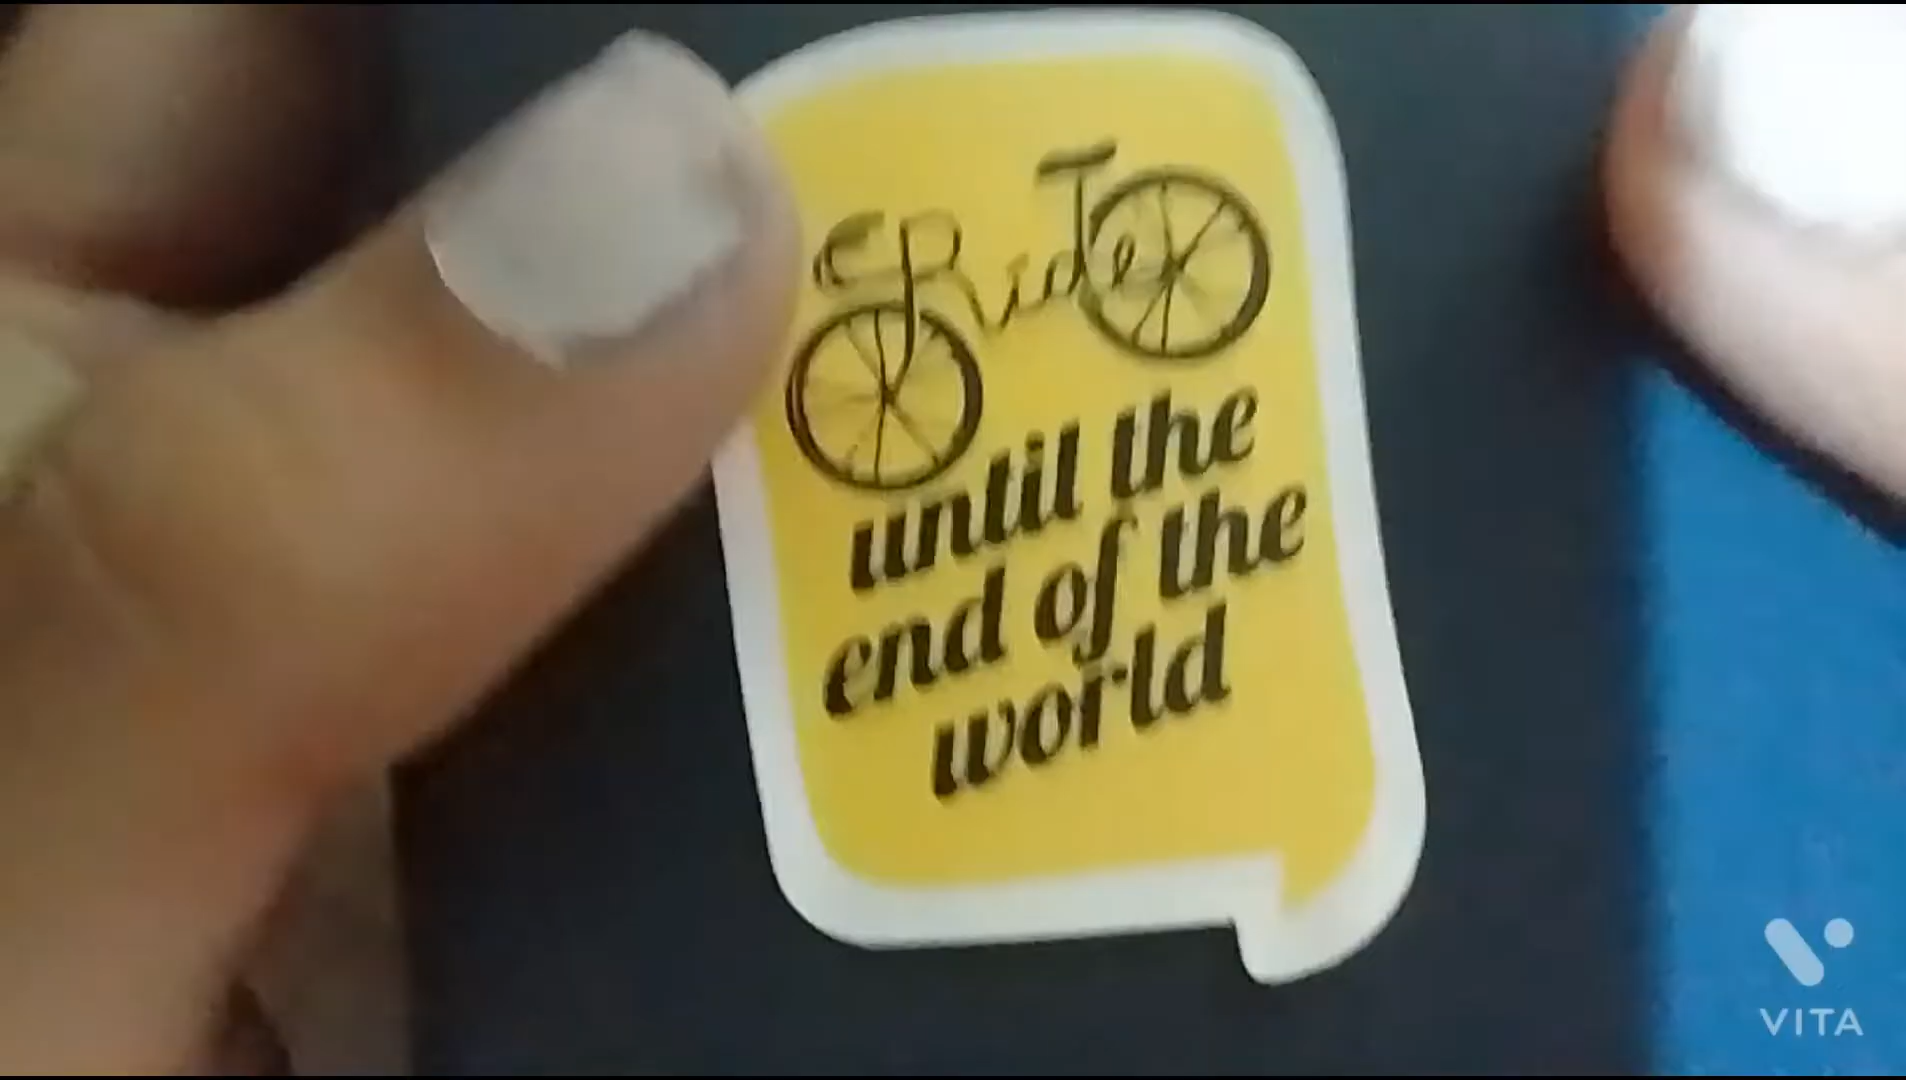 Ride
until the
end of the
world
VITA